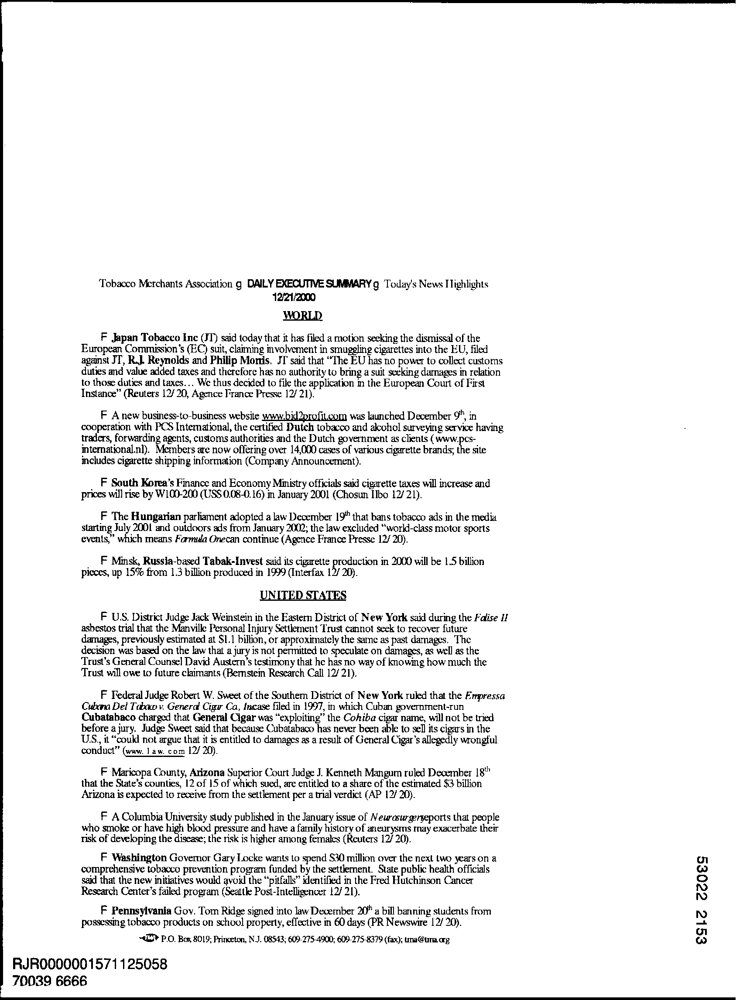 Tobacco Merchants Association g DAILY EXECUTIVE SUMMARY g Today's News Highlights
12/21/2000
WORLD
F Japan Tobacco Inc (JT) said today that it has filed a motion seeking the dismissal of the
European Commission's (EC) suit, claiming involvement in smuggling cigarettes into the EU, filed
against JT, R.J. Reynolds and Philip Morris. JT said that "The EU has no power to collect customs
duties and value added taxes and therefore has no authority to bring a suit seeking damages in relation
to those duties and taxes… We thus decided to file the application in the European Court of First
Instance" (Reuters 12/ 20, Agence France Presse 12/ 21).
F A new business-to-business website www.bid2profit.com was launched December 9th, in
cooperation with PCS International, the certified Dutch tobacco and alcohol surveying service having
traders, forwarding agents, customs authorities and the Dutch government as clients ( www.pcs-
international.nl). Members are now offering over 14,000 cases of various cigarette brands; the site
includes cigarette shipping information (Company Announcement).
F South Korea's Finance and Economy Ministry officials said cigarette taxes will increase and
prices will rise by W100-200 (US$ 0.08-0.16) in January 2001 (Chosun Ilbo 12/ 21).
F The Hungarian parliament adopted a law December 19th that bans tobacco ads in the media
starting July 2001 and outdoors ads from January 2002; the law excluded "world-class motor sports
events," which means Formula One can continue (Agence France Presse 12/ 20).
F Minsk, Russia-based Tabak-Invest said its cigarette production in 2000 will be 1.5 billion
pieces, up 15% from 1.3 billion produced in 1999 (Interfax 12/ 20).
UNITED STATES
F U.S. District Judge Jack Weinstein in the Eastern District of New York said during the Falise II
asbestos trial that the Manville Personal Injury Settlement Trust cannot seek to recover future
damages, previously estimated at $1.1 billion, or approximately the same as past damages. The
decision was based on the law that a jury is not permitted to speculate on damages, as well as the
Trust's General Counsel David Austern's testimony that he has no way of knowing how much the
Trust will owe to future claimants (Bernstein Research Call 12/ 21).
F Federal Judge Robert W. Sweet of the Southern District of New York ruled that the Empressa
Cubana Del Tabaco v. General Cigar Co, Inc case filed in 1997, in which Cuban government-run
Cubatabaco charged that General Cigar was "exploiting" the Cohiba cigar name, will not be tried
before a jury. Judge Sweet said that because Cubatabaco has never been able to sell its cigars in the
U.S., it "could not argue that it is entitled to damages as a result of General Cigar's allegedly wrongful
conduct" (www. law. com 12/ 20).
F Maricopa County, Arizona Superior Court Judge J. Kenneth Mangum ruled December 18th
that the State's counties, 12 of 15 of which sued, are entitled to a share of the estimated $3 billion
Arizona is expected to receive from the settlement per a trial verdict (AP 12/ 20).
F A Columbia University study published in the January issue of Neurosurgery reports that people
who smoke or have high blood pressure and have a family history of aneurysms may exacerbate their
risk of developing the disease; the risk is higher among females (Reuters 12/ 20).
F Washington Governor Gary Locke wants to spend $30 million over the next two years on a
comprehensive tobacco prevention program funded by the settlement. State public health officials
said that the new initiatives would avoid the "pitfalls" identified in the Fred Hutchinson Cancer
Research Center's failed program (Seattle Post-Intelligencer 12/ 21).
F Pennsylvania Gov. Tom Ridge signed into law December 20th a bill banning students from
possessing tobacco products on school property, effective in 60 days (PR Newswire 12/ 20).
P.O. Box 8019; Princeton, N.J. 08543; 609-275-4900; 609-275-8379 (fax); tma@tma.org
53022 2153
RJR0000001571125058
70039 6666